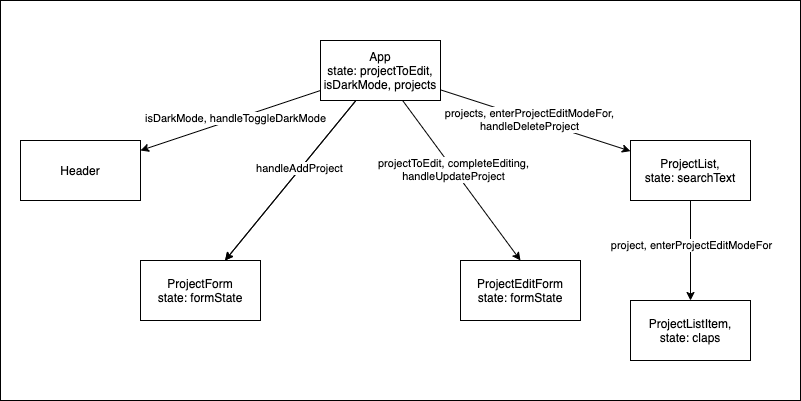 App
state: projectToEdit,
isDarkMode, projects
isDarkMode, handleToggleDarkMode
projects, enterProjectEditModeFor,
handleDeleteProject
Header
handleAddProject
projectToEdit, completeEditing,
handleUpdateProject
ProjectList,
state: searchText
project, enterProjectEditModeFor
ProjectForm
state: formState
ProjectEditForm
state: formState
ProjectListItem,
state: claps